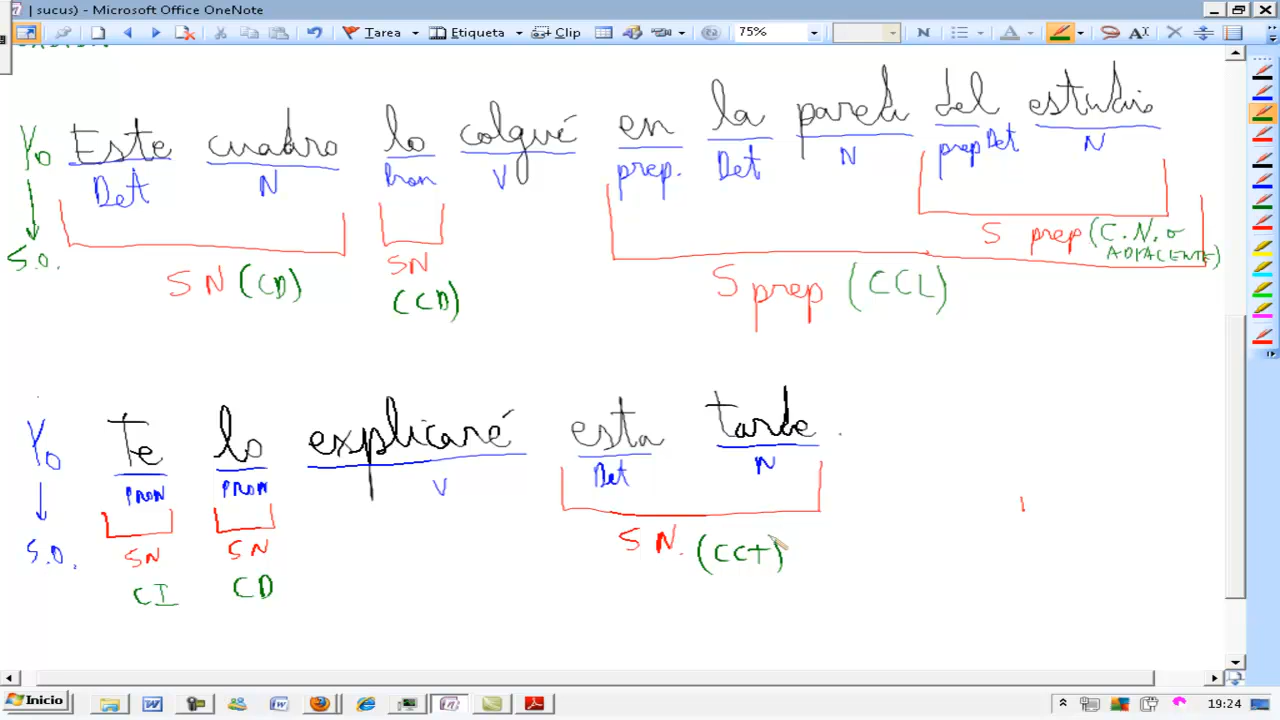 | sucus) - Microsoft Office OneNote
Tarea Etiqueta Clip 75% N A
Yo Este cuadro lo colgué en la pared del estudio
Det N Pron V prep. Det N prep Det N
S.O. SN (CD) SN (CCD) S prep (CCL) S prep (C.N. o ADYACENTE)
Yo Te lo explicaré esta tarde.
PRON PRON V Det N
S.O. SN SN SN. (CCT)
CI CD
Inicio 19:24